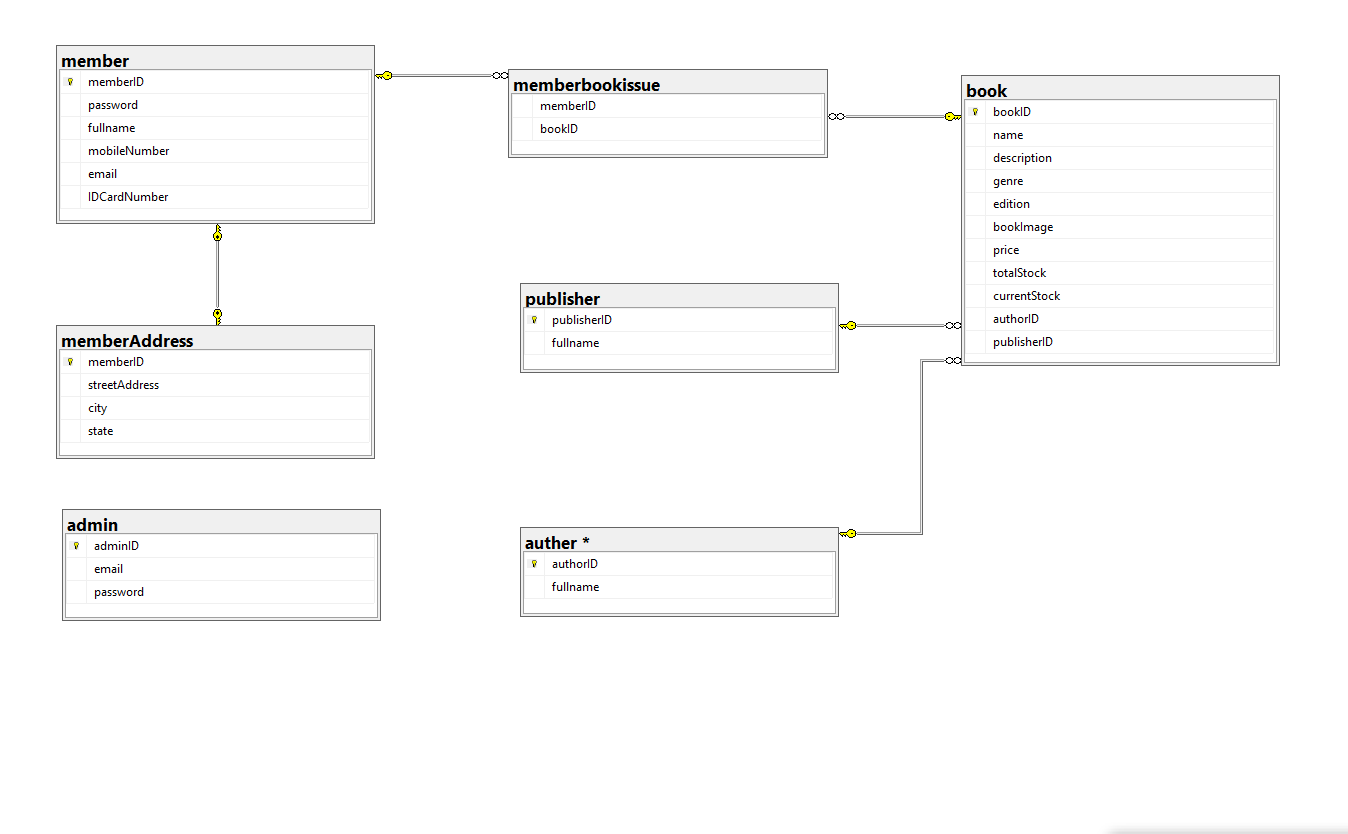 member
memberID
password
fullname
mobileNumber
email
IDCardNumber
memberbookissue
memberID
bookID
book
bookID
name
description
genre
edition
bookImage
price
totalStock
currentStock
authorID
publisherID
publisher
publisherID
fullname
memberAddress
memberID
streetAddress
city
state
admin
adminID
email
password
auther *
authorID
fullname